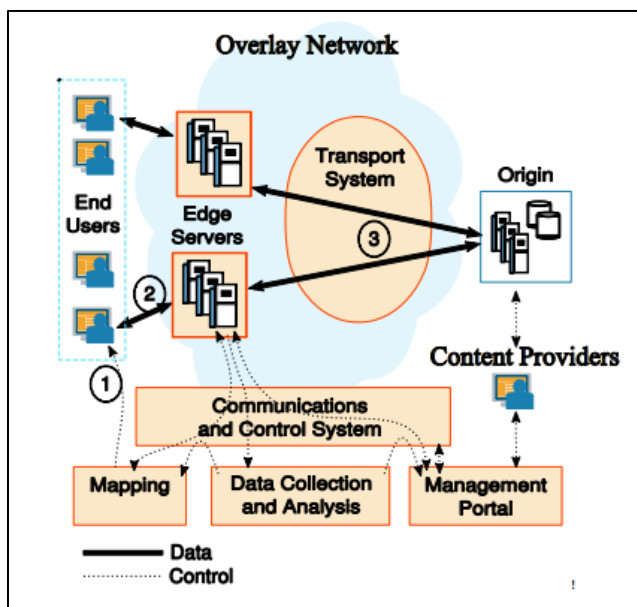 Overlay Network
Transport
System
Origin
End
Users
Edge
Servers
3
2
1
Content Providers
Communications
and Control System
Mapping
Data Collection
and Analysis
Management
Portal
Data
Control
!